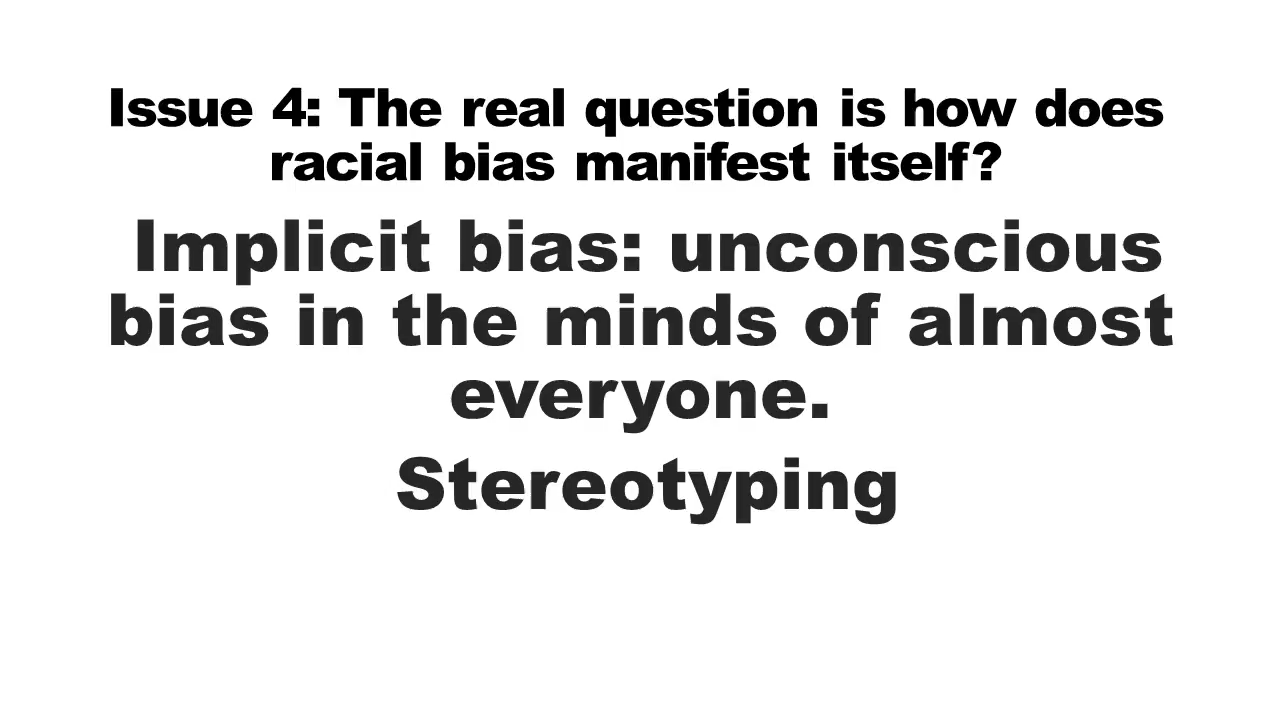 Issue 4: The real question is how does
racial bias manifest itself?
Implicit bias: unconscious
bias in the minds of almost
everyone.
Stereotyping